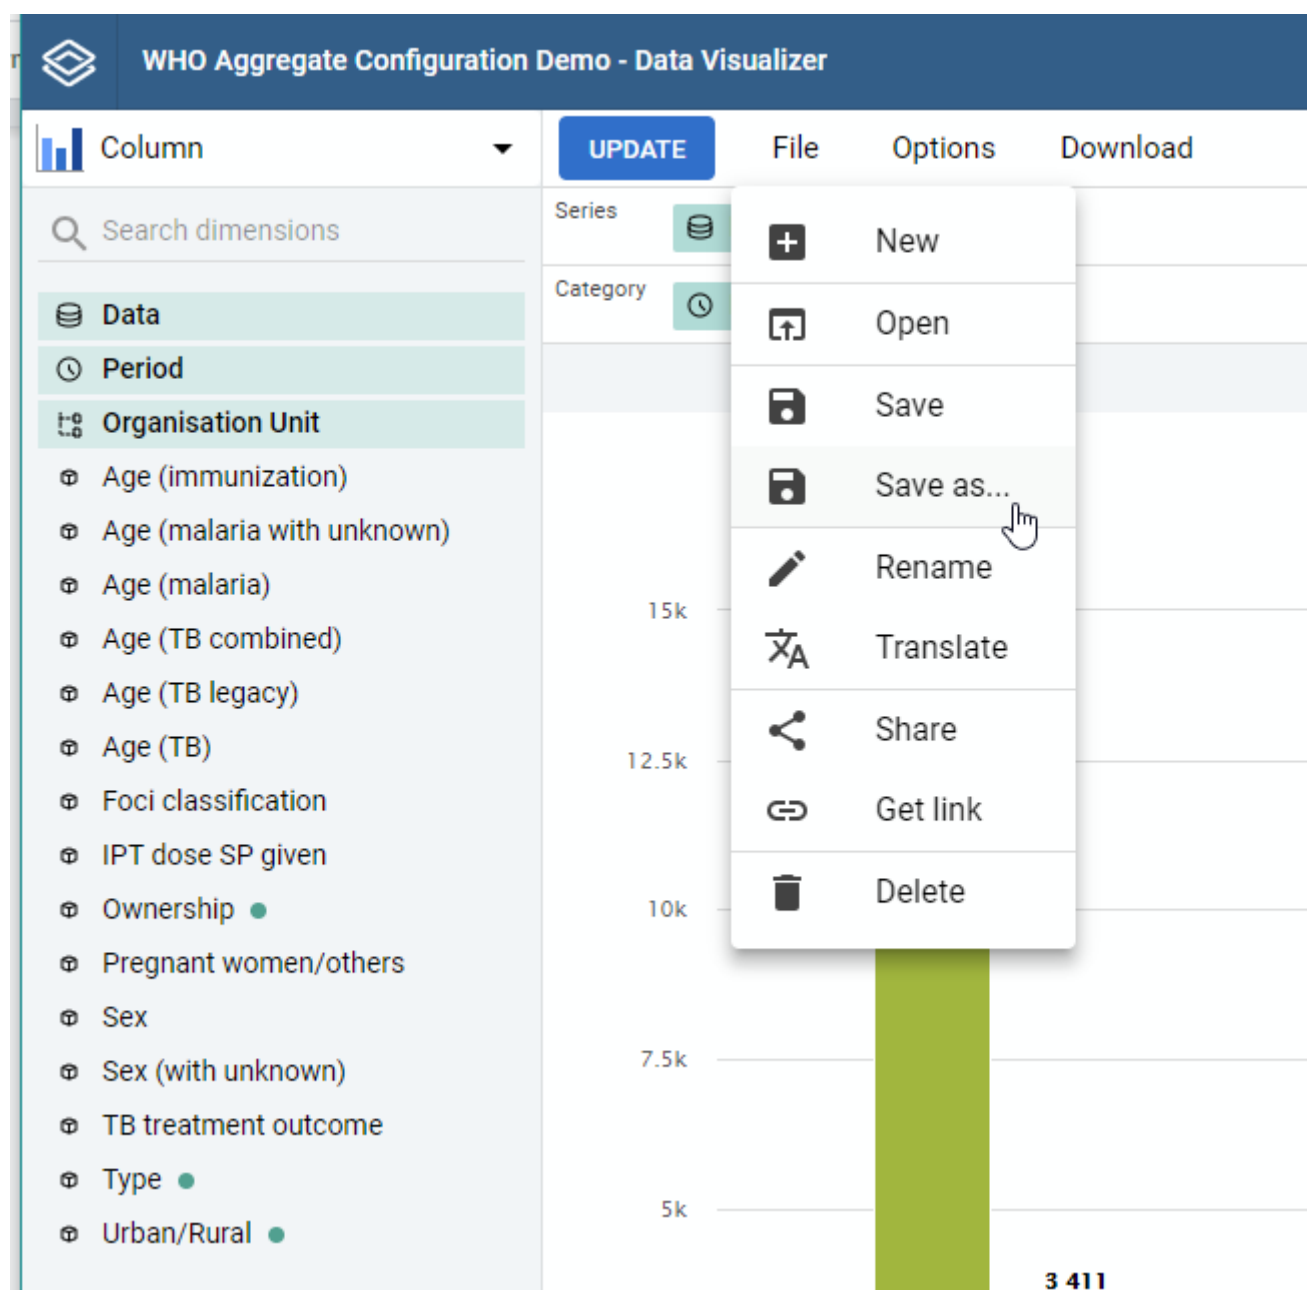 WHO Aggregate Configuration Demo - Data Visualizer
Column
UPDATE File Options Download
Search dimensions
Data
Period
Organisation Unit
Age (immunization)
Age (malaria with unknown)
Age (malaria)
Age (TB combined)
Age (TB legacy)
Age (TB)
Foci classification
IPT dose SP given
Ownership
Pregnant women/others
Sex
Sex (with unknown)
TB treatment outcome
Type
Urban/Rural
Series
Category
New
Open
Save
Save as...
Rename
Translate
Share
Get link
Delete
15k
12.5k
10k
7.5k
5k
3 411